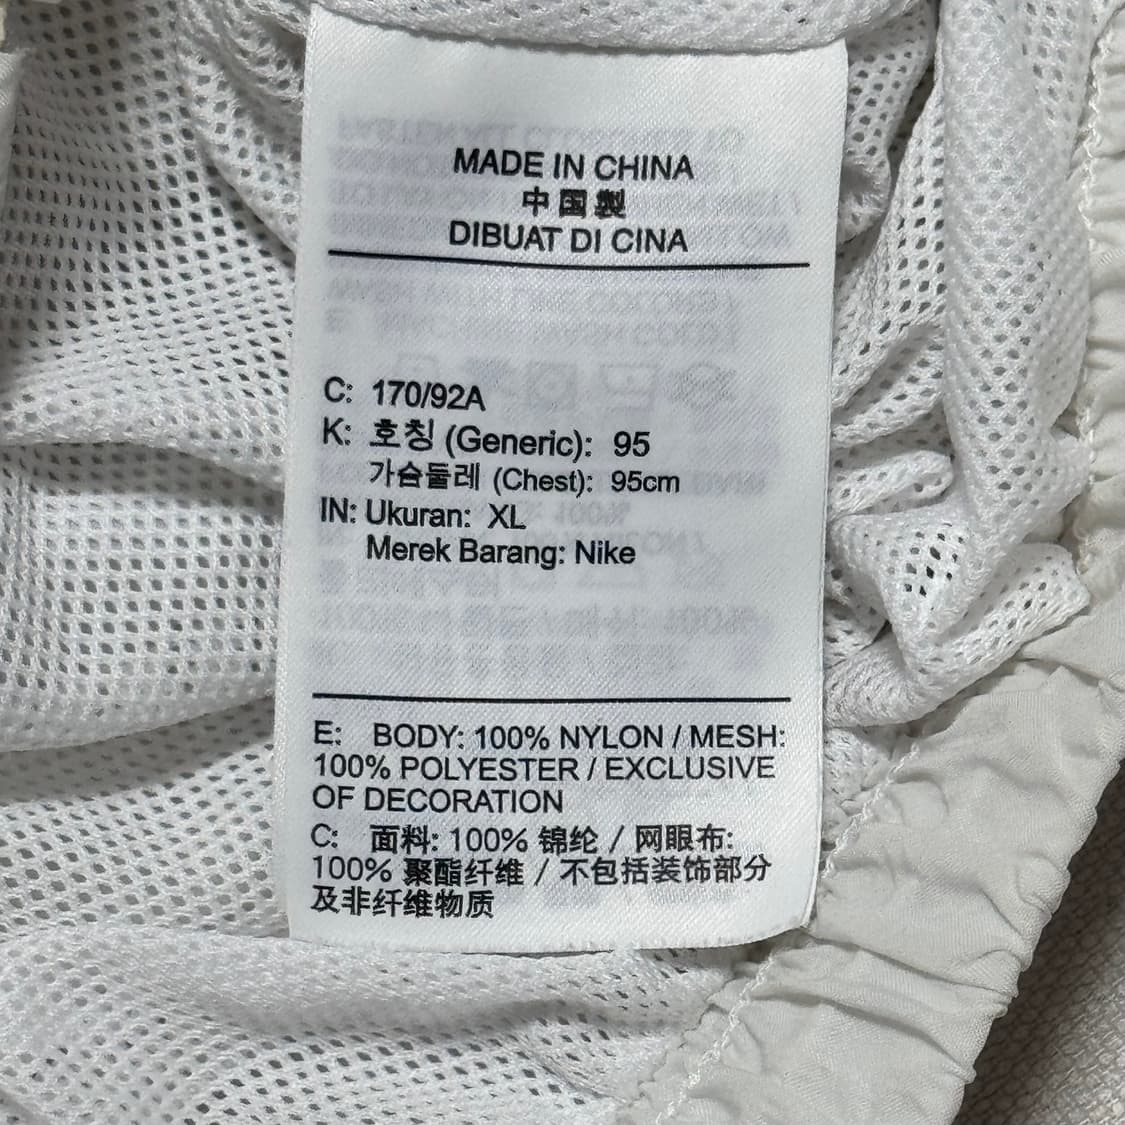 MADE IN CHINA
中国製
DIBUAT DI CINA
C: 170/92A
K: 호칭 (Generic): 95
가슴둘레 (Chest): 95cm
IN: Ukuran: XL
Merek Barang: Nike
E: BODY: 100% NYLON / MESH:
100% POLYESTER / EXCLUSIVE
OF DECORATION
C: 面料: 100% 锦纶 / 网眼布:
100% 聚酯纤维 / 不包括装饰部分
及非纤维物质